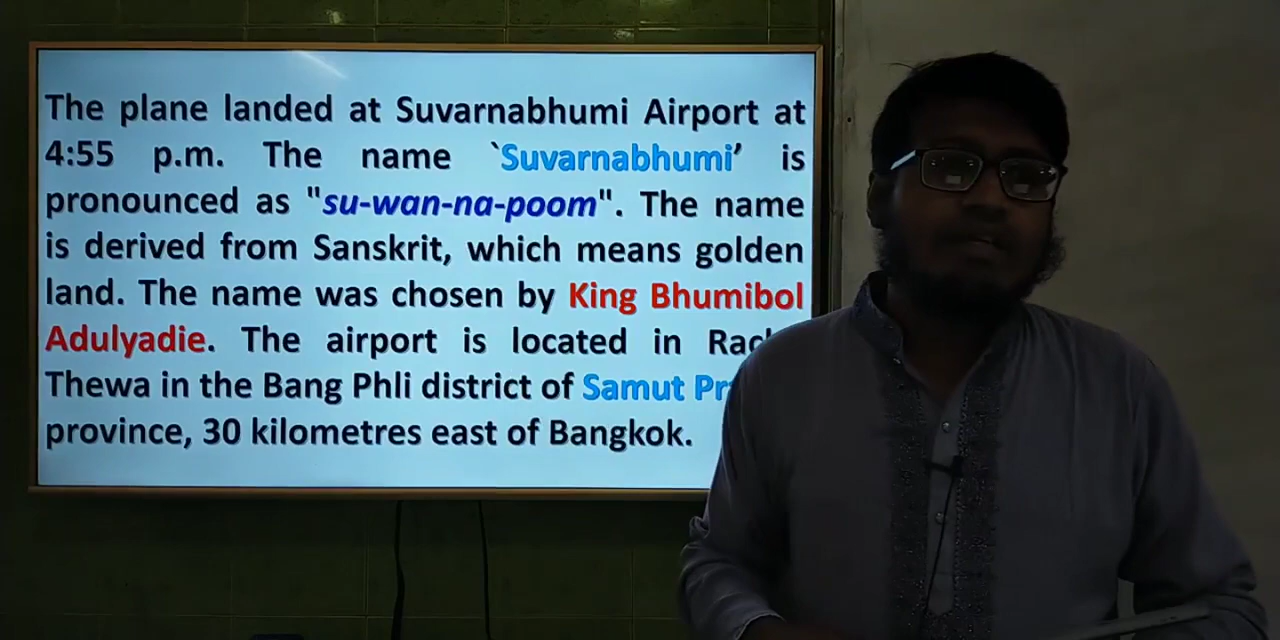 The plane landed at Suvarnabhumi Airport at
4:55 p.m. The name `Suvarnabhumi’ is
pronounced as "su-wan-na-poom". The name
is derived from Sanskrit, which means golden
land. The name was chosen by King Bhumibol
Adulyadie. The airport is located in
Thewa in the Bang Phli district of Samut
province, 30 kilometres east of Bangkok.